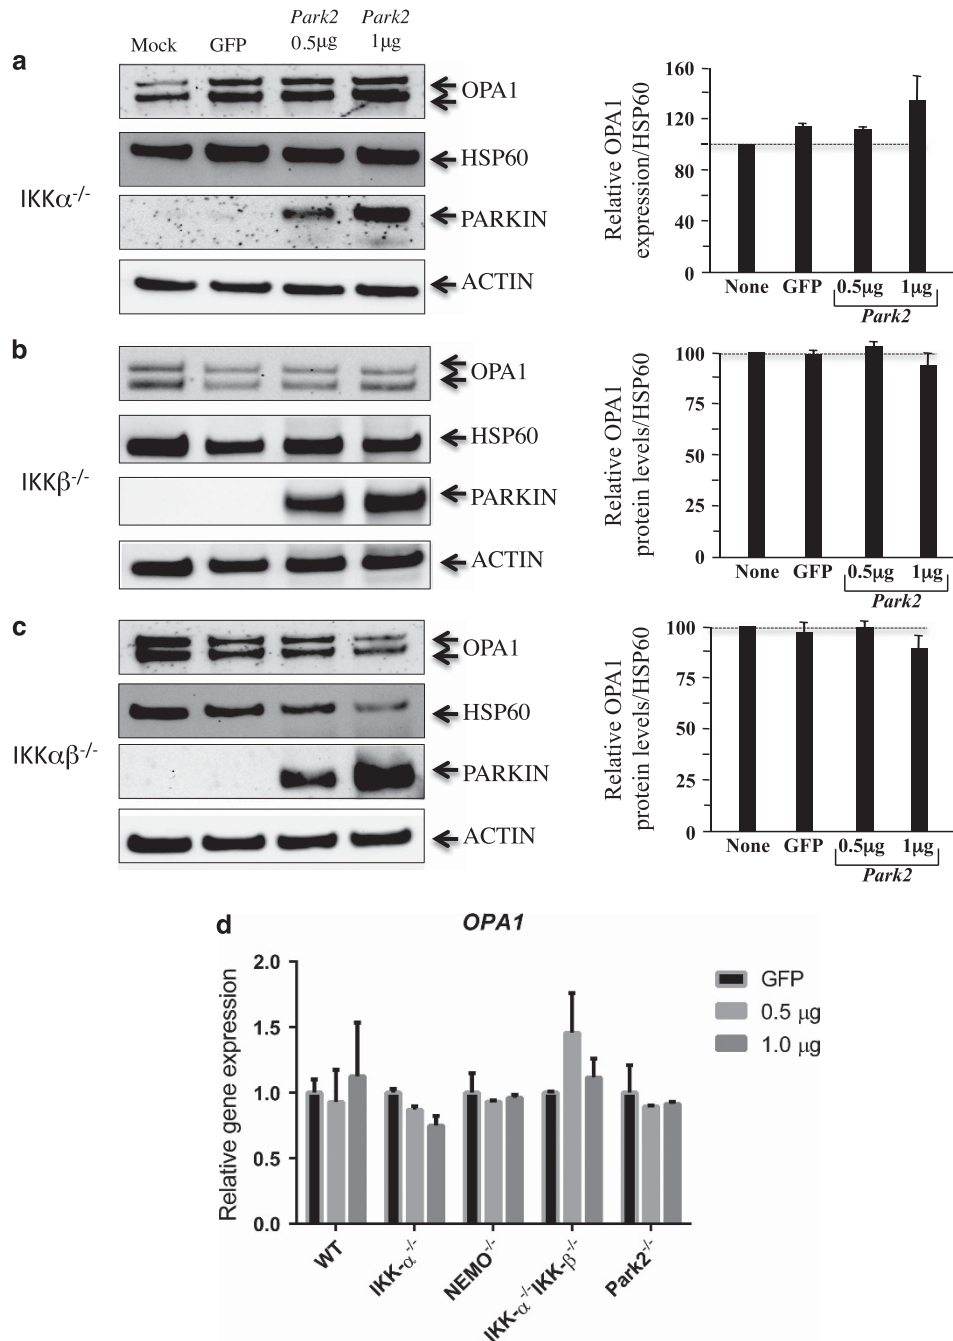 Mock
GFP
Park2
0.5µg
Park2
1µg
a
IKKα-/-
OPA1
HSP60
PARKIN
ACTIN
Relative OPA1
expression/HSP60
160
120
80
40
0
None
GFP
0.5µg
1µg
Park2
b
IKKβ-/-
OPA1
HSP60
PARKIN
ACTIN
Relative OPA1
protein levels/HSP60
100
75
50
25
0
None
GFP
0.5µg
1µg
Park2
c
IKKαβ-/-
OPA1
HSP60
PARKIN
ACTIN
Relative OPA1
protein levels/HSP60
100
75
50
25
0
None
GFP
0.5µg
1µg
Park2
d
OPA1
Relative gene expression
2.0
1.5
1.0
0.5
0.0
WT
IKK-α-/-
NEMO-/-
IKK-α-/-IKK-β-/-
Park2-/-
GFP
0.5 µg
1.0 µg